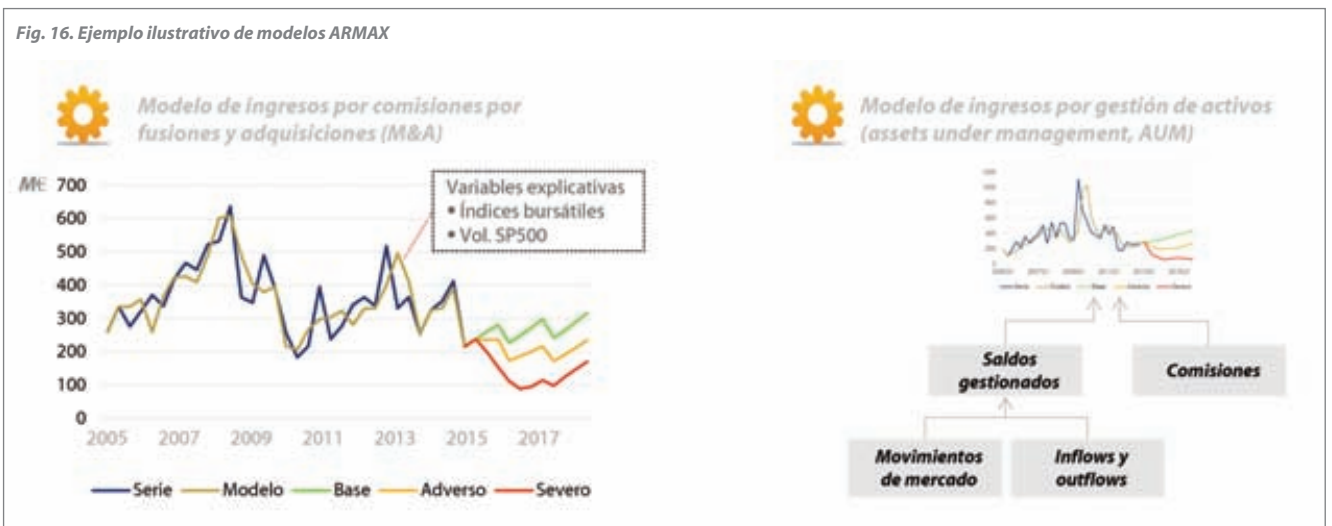 Fig. 16. Ejemplo ilustrativo de modelos ARMAX
Modelo de ingresos por comisiones por
fusiones y adquisiciones (M&A)
M€
700
600
500
400
300
200
100
0
2005 2007 2009 2011 2013 2015 2017
Variables explicativas
• Índices bursátiles
• Vol. SP500
Serie Modelo Base Adverso Severo
Modelo de ingresos por gestión de activos
(assets under management, AUM)
Saldos
gestionados
Comisiones
Movimientos
de mercado
Inflows y
outflows